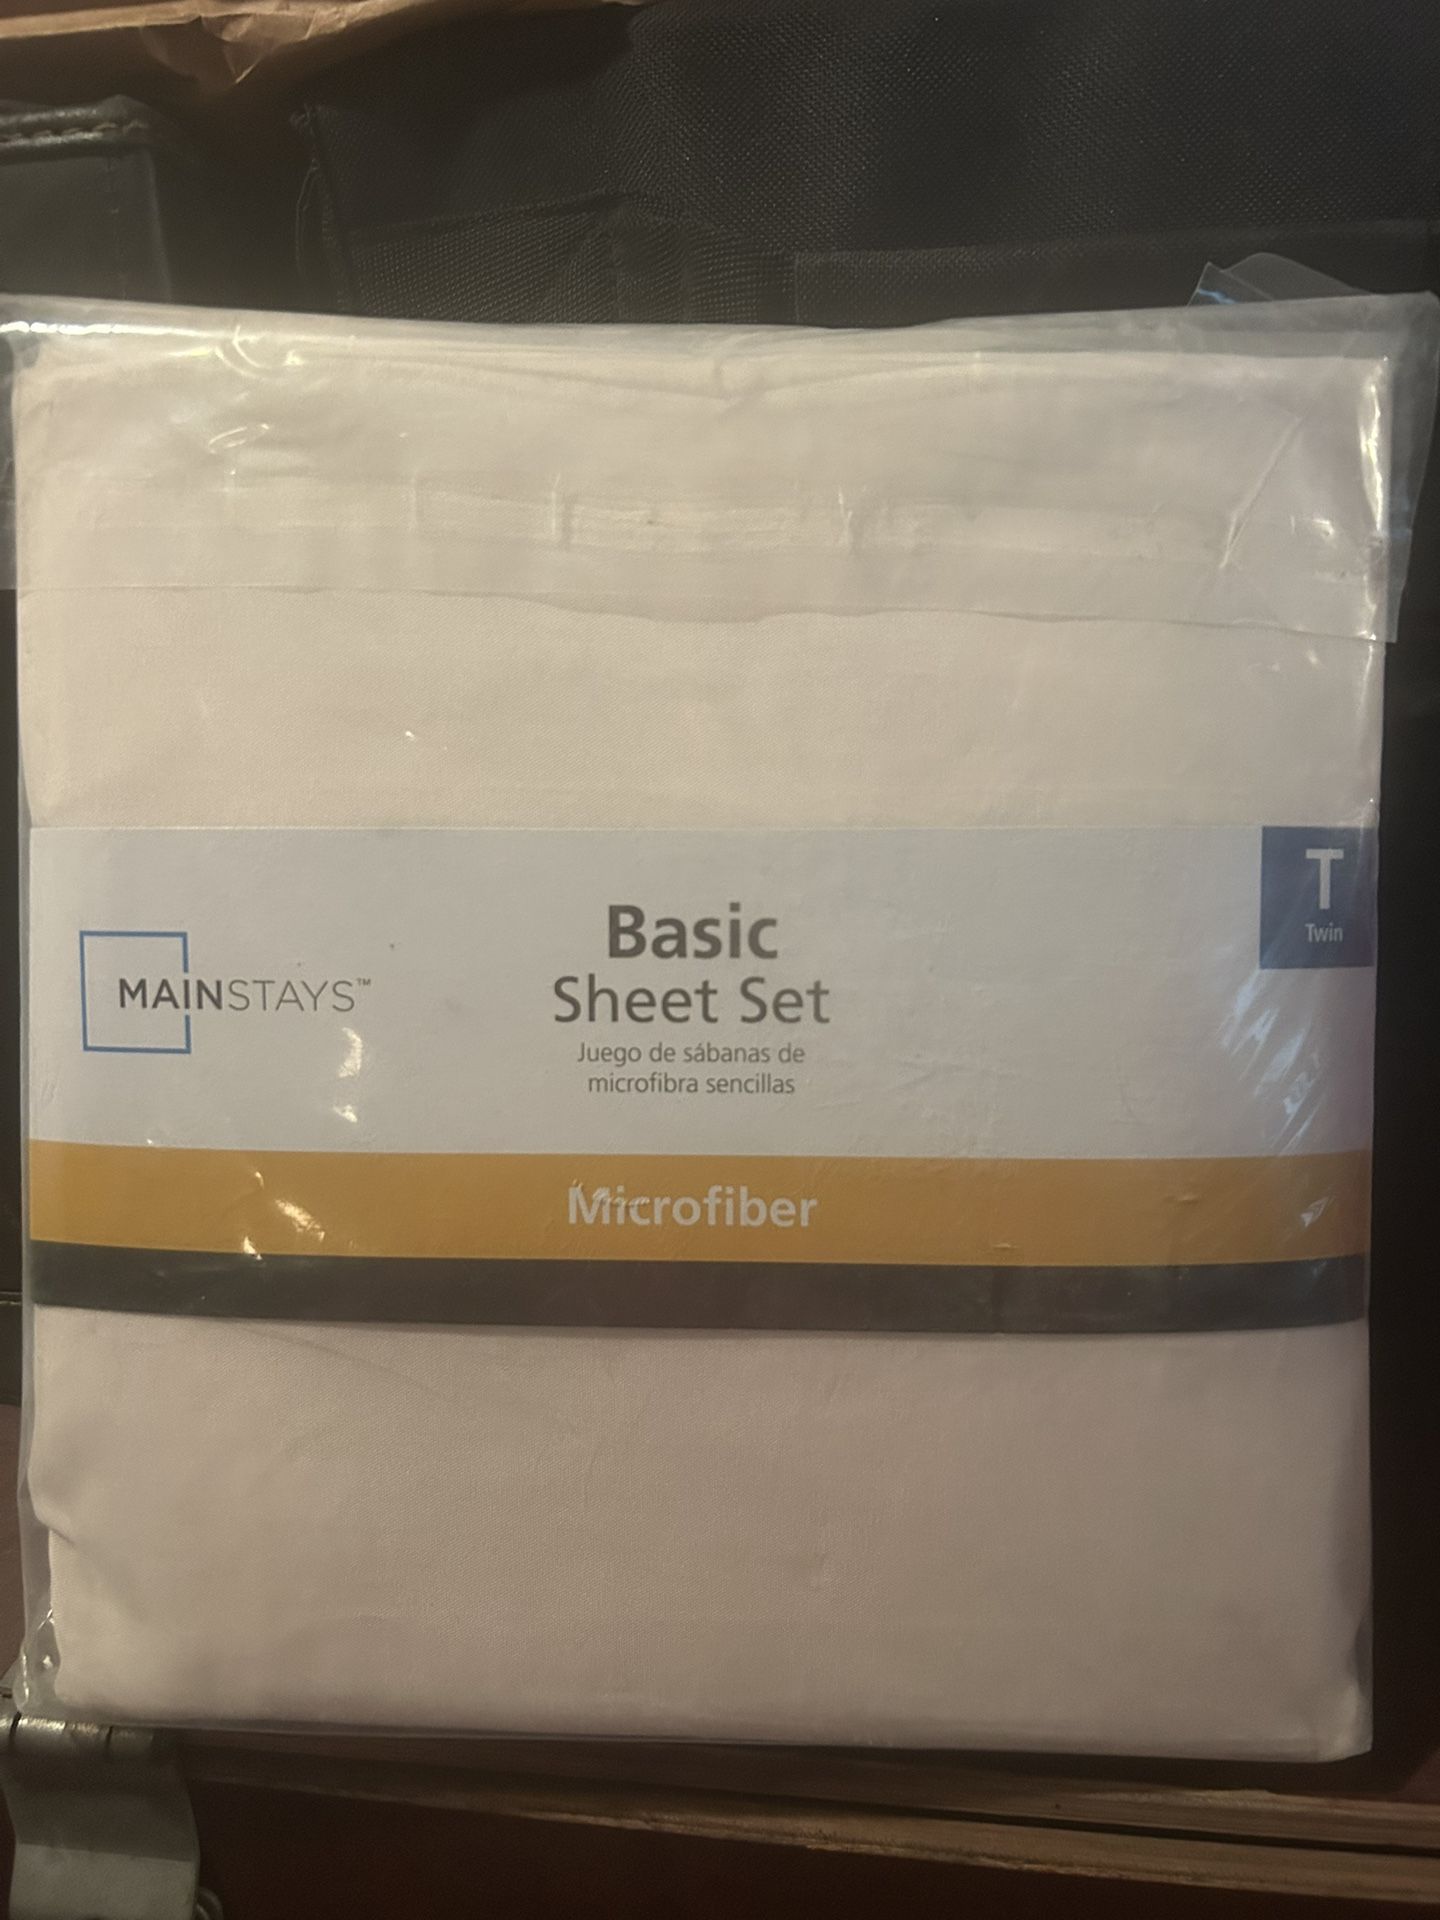 T
Twin
Basic
Sheet Set
MAINSTAYS™
Juego de sábanas de
microfibra sencillas
Microfiber